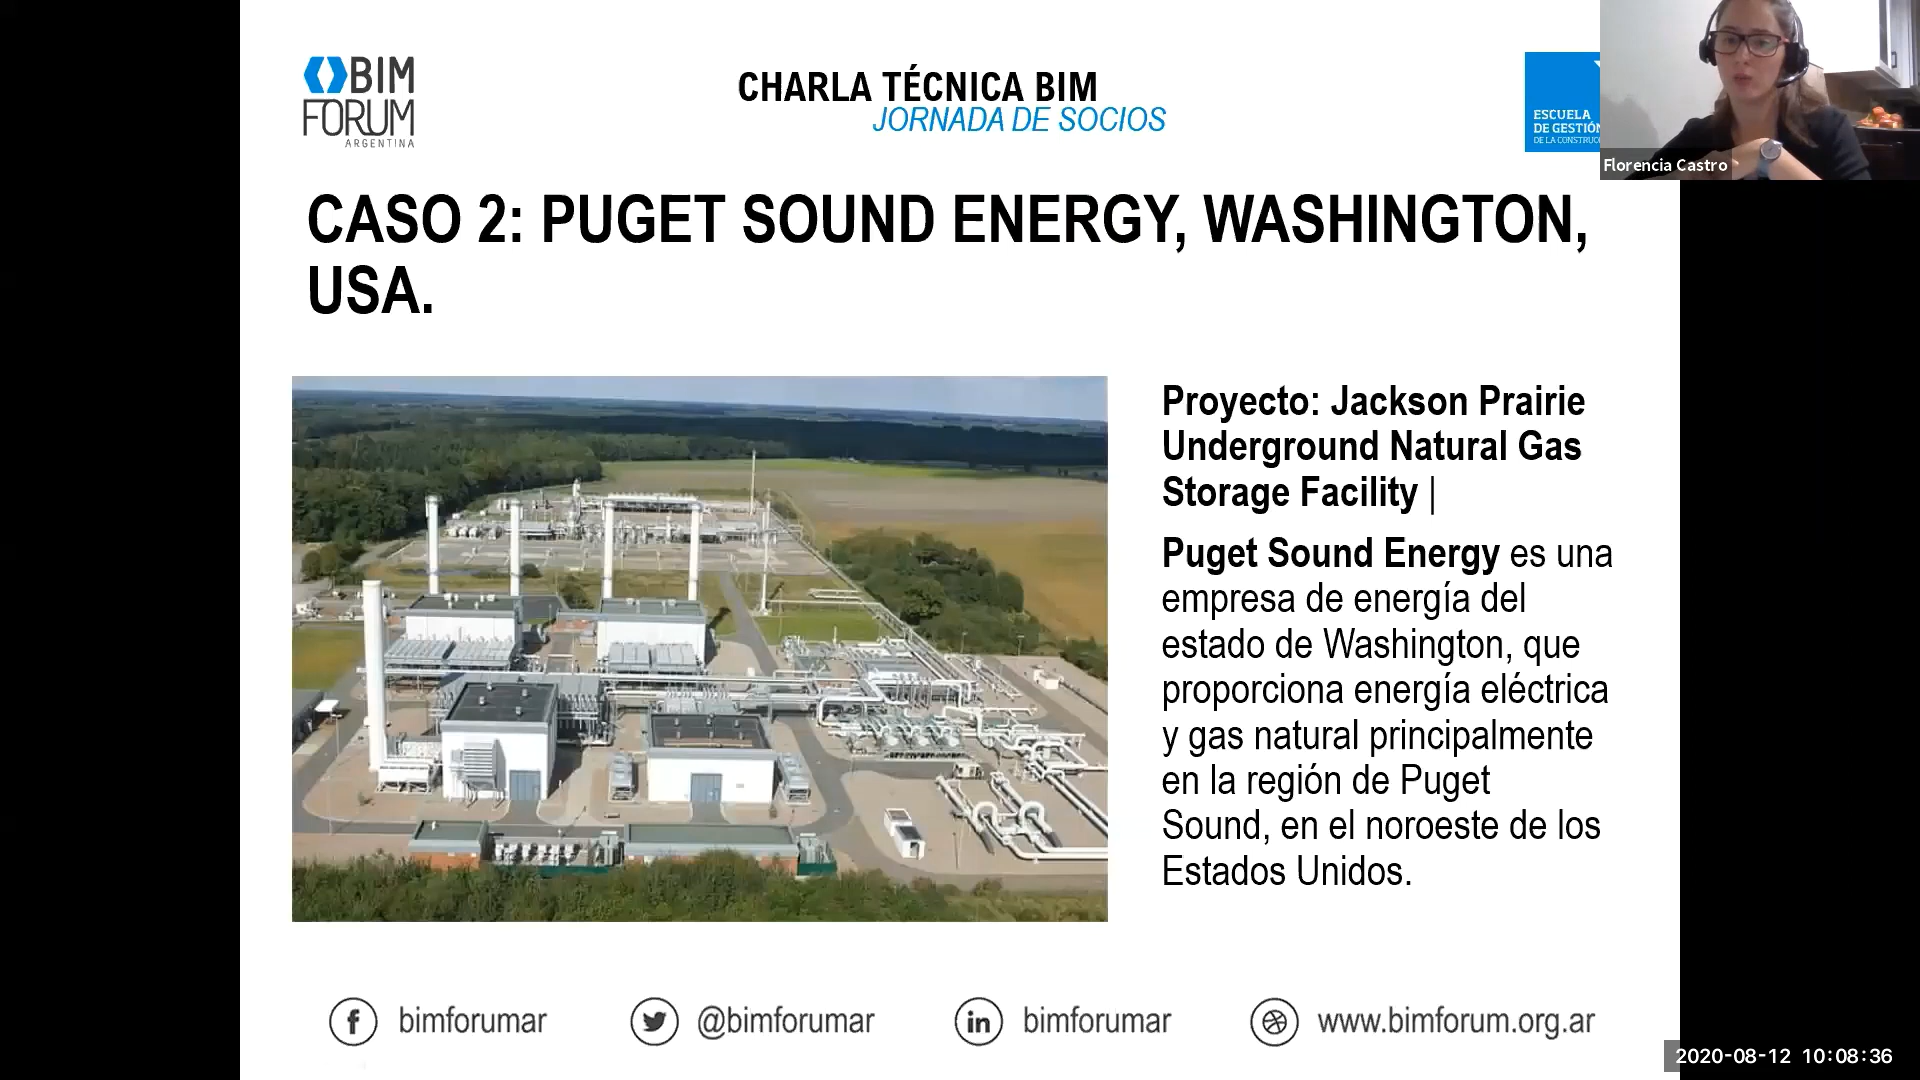 BIM
FORUM
ARGENTINA
CHARLA TÉCNICA BIM
JORNADA DE SOCIOS
ESCUELA
DE GESTIÓN
DE LA CONSTRUC
Florencia Castro
CASO 2: PUGET SOUND ENERGY, WASHINGTON,
USA.
Proyecto: Jackson Prairie
Underground Natural Gas
Storage Facility |
Puget Sound Energy es una
empresa de energía del
estado de Washington, que
proporciona energía eléctrica
y gas natural principalmente
en la región de Puget
Sound, en el noroeste de los
Estados Unidos.
bimforumar
@bimforumar
bimforumar
www.bimforum.org.ar
2020-08-12 10:08:36